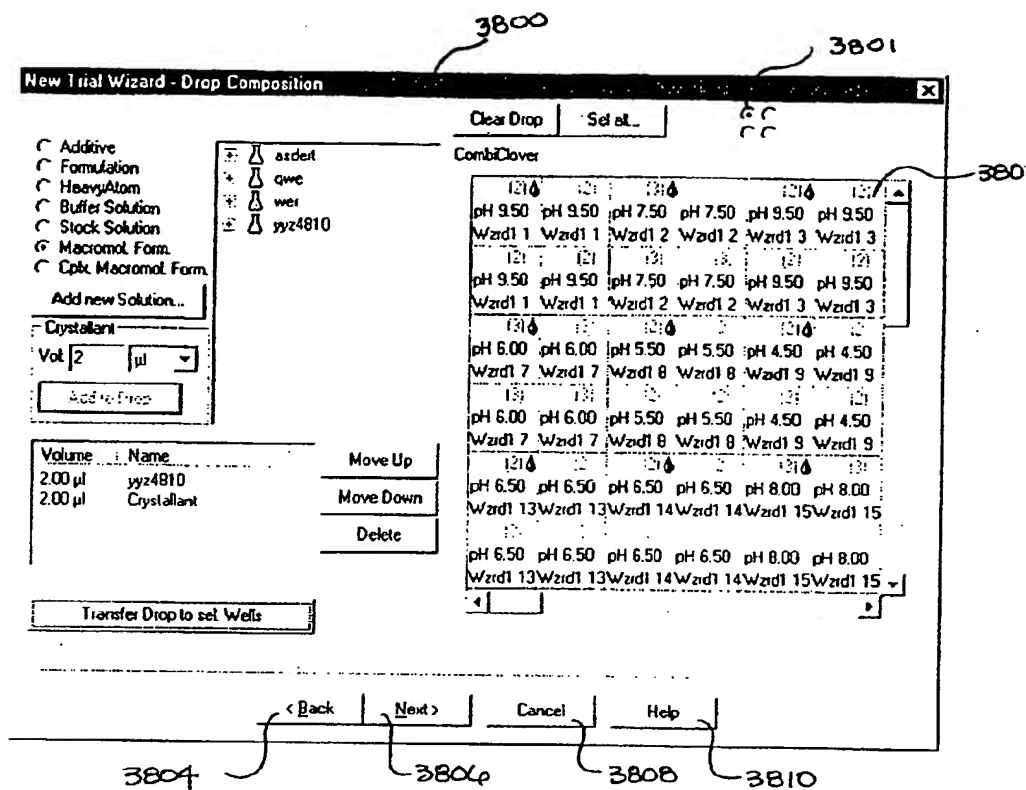 3800
3801
New Trial Wizard - Drop Composition
Clear Drop
Sel all...
Additive
Formulation
HeavyAtom
Buffer Solution
Stock Solution
Macromol. Form.
Cplx. Macromol. Form.
Add new Solution...
Crystallant
Vol: 2 µl
Add to Drop
asdert
qwe
wer
yyz4810
CombiClover
380
pH 9.50 pH 9.50 pH 7.50 pH 7.50 pH 9.50 pH 9.50
Wzrd1 1 Wzrd1 1 Wzrd1 2 Wzrd1 2 Wzrd1 3 Wzrd1 3
pH 9.50 pH 9.50 pH 7.50 pH 7.50 pH 9.50 pH 9.50
Wzrd1 1 Wzrd1 1 Wzrd1 2 Wzrd1 2 Wzrd1 3 Wzrd1 3
pH 6.00 pH 6.00 pH 5.50 pH 5.50 pH 4.50 pH 4.50
Wzrd1 7 Wzrd1 7 Wzrd1 8 Wzrd1 8 Wzrd1 9 Wzrd1 9
pH 6.00 pH 6.00 pH 5.50 pH 5.50 pH 4.50 pH 4.50
Wzrd1 7 Wzrd1 7 Wzrd1 8 Wzrd1 8 Wzrd1 9 Wzrd1 9
pH 6.50 pH 6.50 pH 6.50 pH 6.50 pH 8.00 pH 8.00
Wzrd1 13 Wzrd1 13 Wzrd1 14 Wzrd1 14 Wzrd1 15 Wzrd1 15
pH 6.50 pH 6.50 pH 6.50 pH 6.50 pH 8.00 pH 8.00
Wzrd1 13 Wzrd1 13 Wzrd1 14 Wzrd1 14 Wzrd1 15 Wzrd1 15
Volume Name
2.00 µl yyz4810
2.00 µl Crystallant
Move Up
Move Down
Delete
Transfer Drop to sel. Wells
< Back
Next >
Cancel
Help
3804
3806
3808
3810